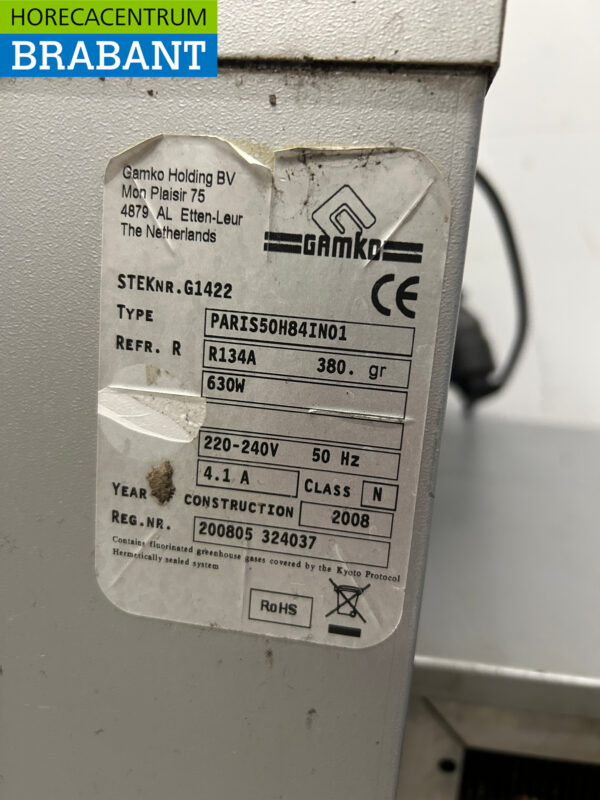 HORECACENTRUM
BRABANT
Gamko Holding BV
Mon Plaisir 75
4879 AL Etten-Leur
The Netherlands
GAMKO
CE
STEKNR.G1422
TYPE PARIS50H84IN01
REFR. R R134A 380. gr
630W
220-240V 50 Hz
4.1 A CLASS N
YEAR CONSTRUCTION 2008
REG.NR. 200805 324037
Contains fluorinated greenhouse gases covered by the Kyoto Protocol
Hermetically sealed system
RoHS